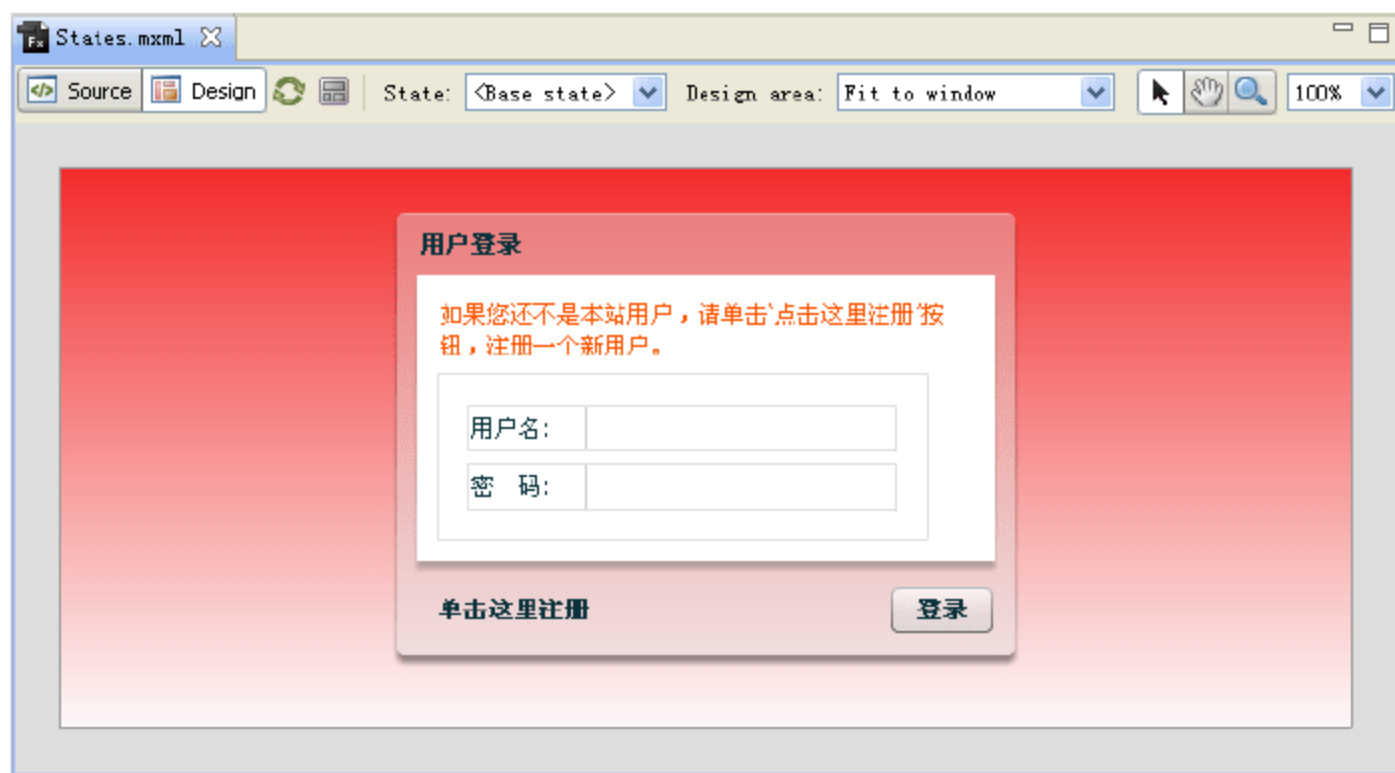 States.mxml
Source Design State: <Base state> Design area: Fit to window 100%
用户登录
如果您还不是本站用户，请单击'点击这里注册'按
钮，注册一个新用户。
用户名：
密 码：
单击这里注册 登录